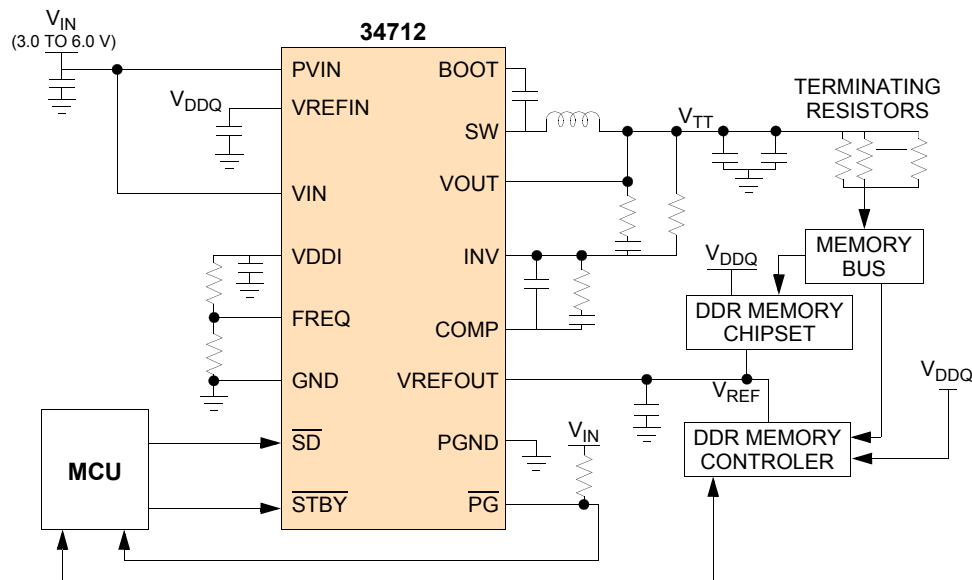 V_IN
(3.0 TO 6.0 V)
34712
PVIN
BOOT
V_DDQ
VREFIN
TERMINATING
RESISTORS
SW
V_TT
VIN
VOUT
VDDI
INV
MEMORY
BUS
V_DDQ
DDR MEMORY
CHIPSET
FREQ
COMP
GND
VREFOUT
V_REF
V_DDQ
MCU
SD
PGND
V_IN
DDR MEMORY
CONTROLER
STBY
PG